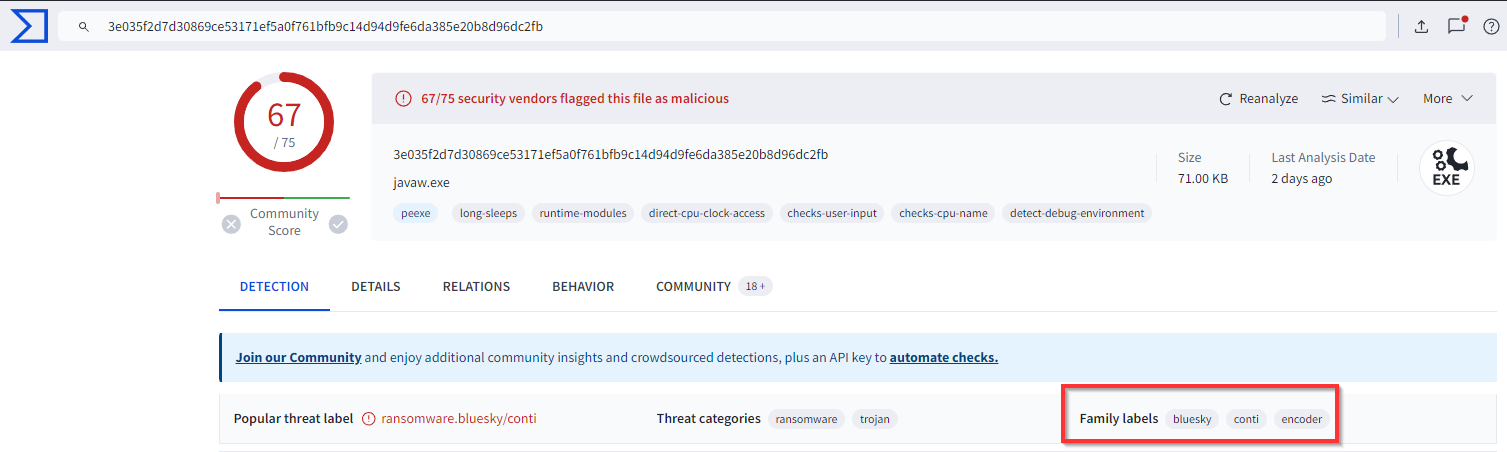 3e035f2d7d30869ce53171ef5a0f761bfb9c14d94d9fe6da385e20b8d96dc2fb
67
/ 75
Community
Score
67/75 security vendors flagged this file as malicious
Reanalyze Similar More
3e035f2d7d30869ce53171ef5a0f761bfb9c14d94d9fe6da385e20b8d96dc2fb
javaw.exe
Size
71.00 KB
Last Analysis Date
2 days ago
EXE
peexe long-sleeps runtime-modules direct-cpu-clock-access checks-user-input checks-cpu-name detect-debug-environment
DETECTION DETAILS RELATIONS BEHAVIOR COMMUNITY 18 +
Join our Community and enjoy additional community insights and crowdsourced detections, plus an API key to automate checks.
Popular threat label ransomware.bluesky/conti Threat categories ransomware trojan Family labels bluesky conti encoder